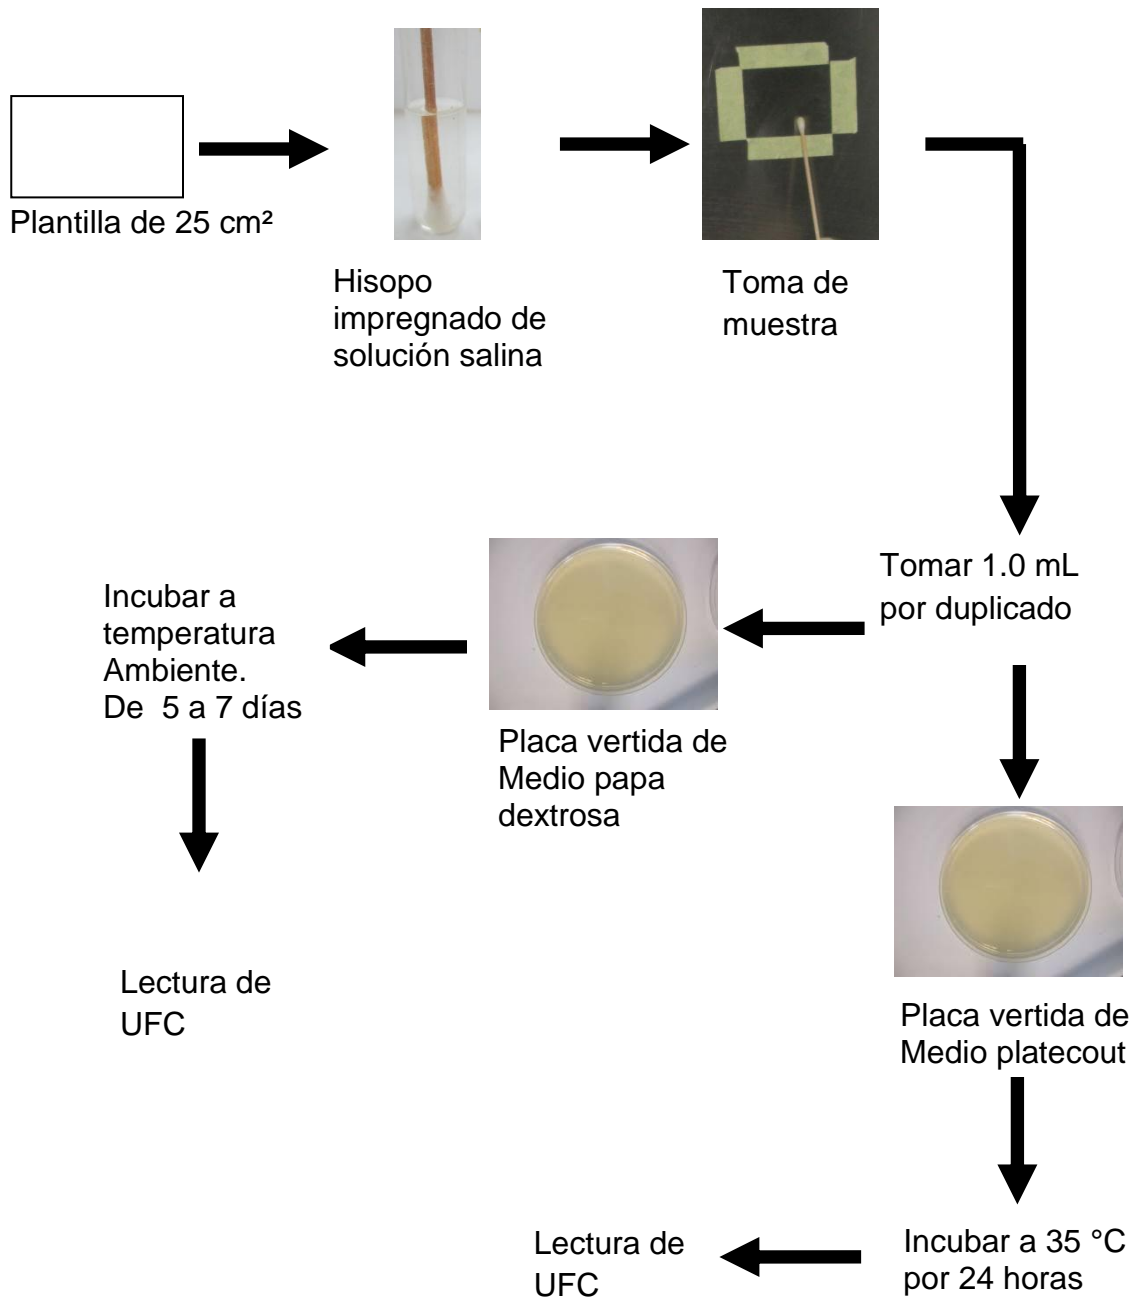 Plantilla de 25 cm²
Hisopo
impregnado de
solución salina
Toma de
muestra
Tomar 1.0 mL
por duplicado
Incubar a
temperatura
Ambiente.
De  5 a 7 días
Placa vertida de
Medio papa
dextrosa
Lectura de
UFC
Placa vertida de
Medio platecout
Incubar a 35 °C
por 24 horas
Lectura de
UFC